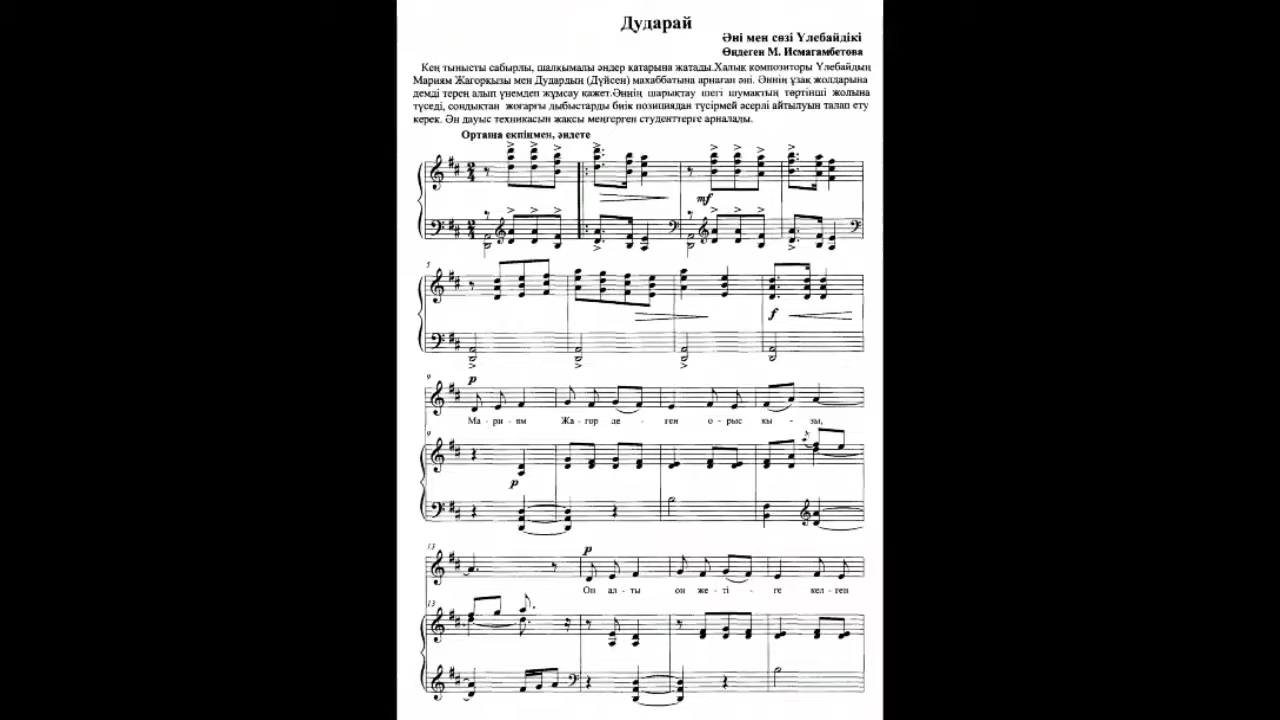 Дударай
Әні мен сөзі Үлебайдікі
Өңдеген М. Исмагамбетова
Кең тынысты сабырлы, шалқымалы әндер қатарына жатады.Халық композиторы Үлебайдың
Мариям Жагорқызы мен Дудардың (Дүйсен) махаббатына арнаған әні. Әннің ұзақ жолдарына
демді терең алып үнемдеп жұмсау қажет.Әннің шарықтау шегі шумақтың төртінші жолына
түседі, сондықтан жоғарғы дыбыстарды биік позициядан түсірмей әсерлі айтылуын талап ету
керек. Ән дауыс техникасын жақсы меңгерген студенттерге арналады.
Орташа екпінмен, әндете
mf
5
f
9
p
Ма - ри - ям Жа - гор де - ген о - рыс кы - зы,
9
p
13
p
Он ал - ты он же - ті - ге кел - ген
13